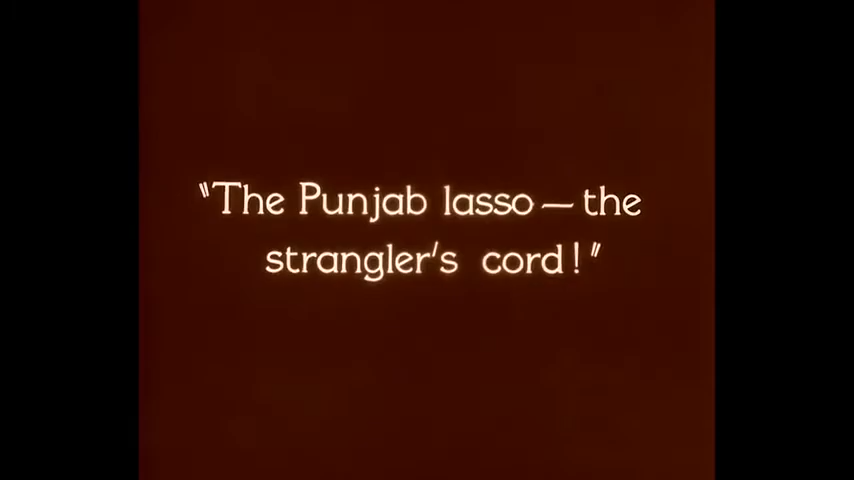 "The Punjab lasso — the
strangler's cord!"